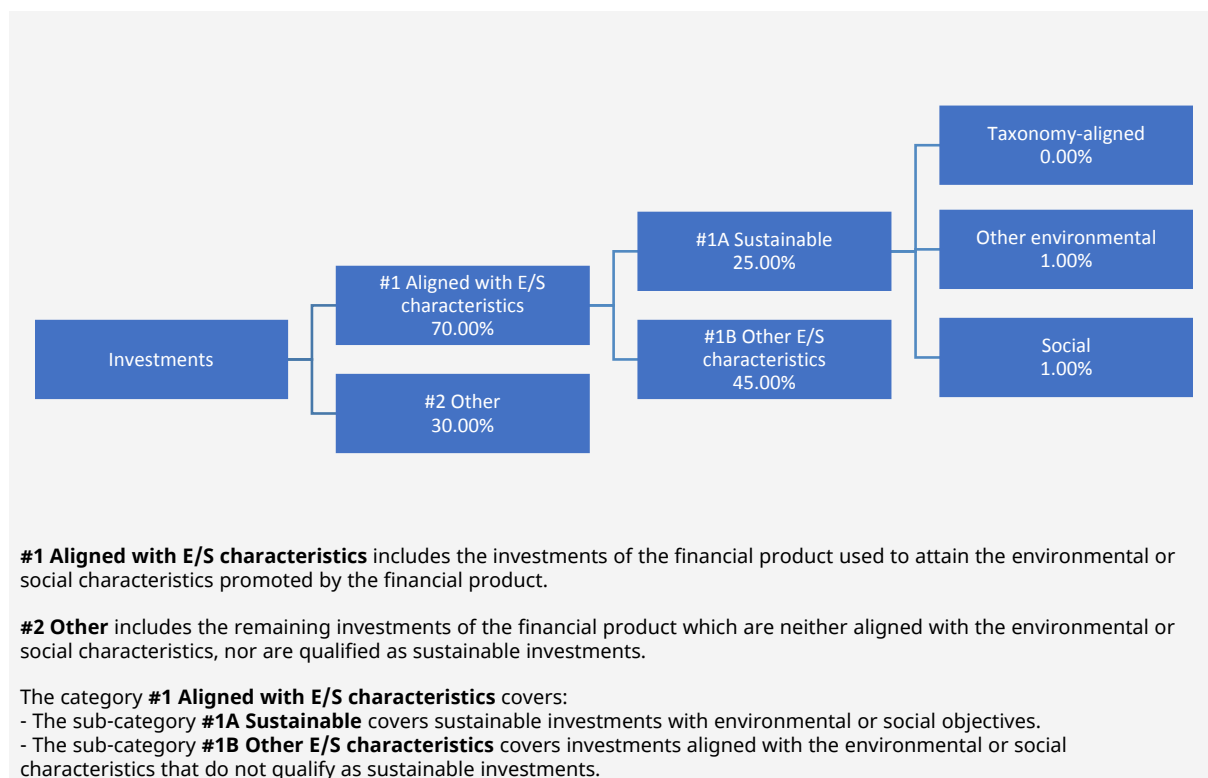 Investments
#1 Aligned with E/S
characteristics
70.00%
#2 Other
30.00%
#1A Sustainable
25.00%
#1B Other E/S
characteristics
45.00%
Taxonomy-aligned
0.00%
Other environmental
1.00%
Social
1.00%
#1 Aligned with E/S characteristics includes the investments of the financial product used to attain the environmental or
social characteristics promoted by the financial product.
#2 Other includes the remaining investments of the financial product which are neither aligned with the environmental or
social characteristics, nor are qualified as sustainable investments.
The category #1 Aligned with E/S characteristics covers:
- The sub-category #1A Sustainable covers sustainable investments with environmental or social objectives.
- The sub-category #1B Other E/S characteristics covers investments aligned with the environmental or social
characteristics that do not qualify as sustainable investments.